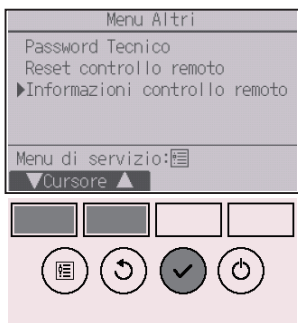 Menu Altri
Password Tecnico
Reset controllo remoto
▶Informazioni controllo remoto
Menu di servizio:
▼Cursore ▲